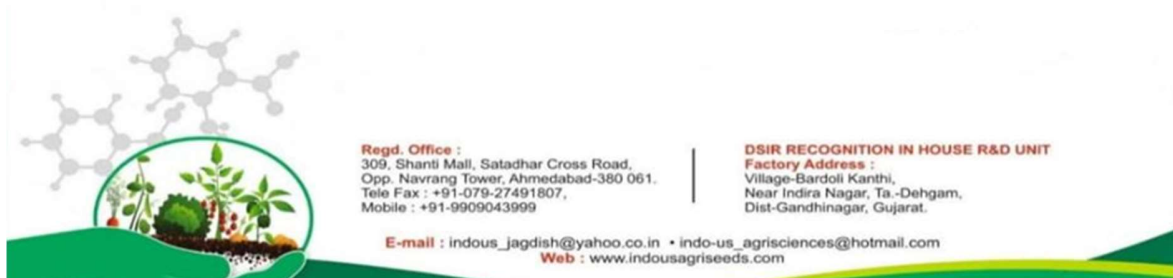 Regd. Office :
309, Shanti Mall, Satadhar Cross Road,
Opp. Navrang Tower, Ahmedabad-380 061.
Tele Fax : +91-079-27491807,
Mobile : +91-9909043999
DSIR RECOGNITION IN HOUSE R&D UNIT
Factory Address :
Village-Bardoli Kanthi,
Near Indira Nagar, Ta.-Dehgam,
Dist-Gandhinagar, Gujarat.
E-mail : indous_jagdish@yahoo.co.in • indo-us_agrisciences@hotmail.com
Web : www.indousagriseeds.com